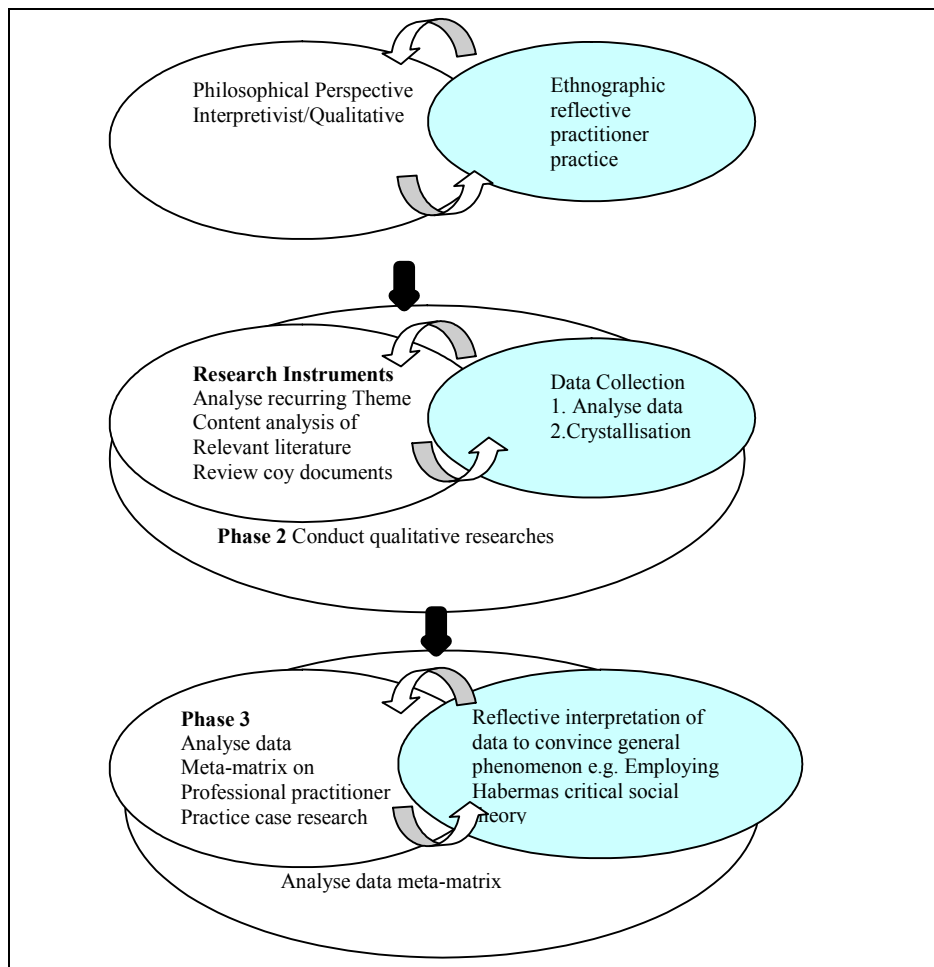 Philosophical Perspective
Interpretivist/Qualitative
Ethnographic
reflective
practitioner
practice
Research Instruments
Analyse recurring Theme
Content analysis of
Relevant literature
Review coy documents
Data Collection
1. Analyse data
2.Crystallisation
Phase 2 Conduct qualitative researches
Phase 3
Analyse data
Meta-matrix on
Professional practitioner
Practice case research
Reflective interpretation of
data to convince general
phenomenon e.g. Employing
Habermas critical social
theory
Analyse data meta-matrix